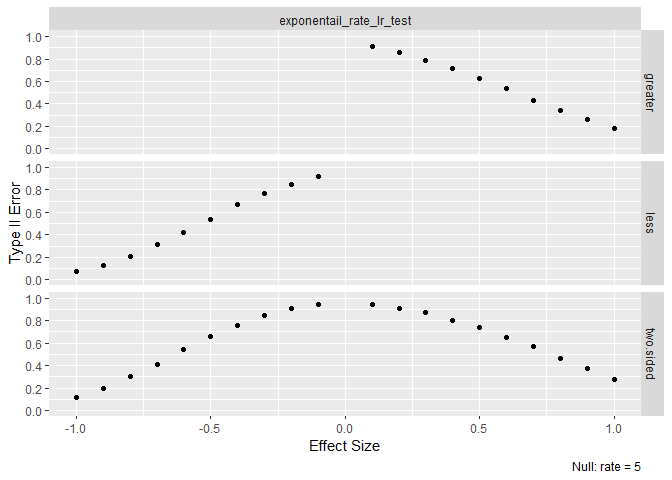 exponentail_rate_lr_test
1.0
0.8
0.6
0.4
0.2
0.0
greater
1.0
0.8
0.6
0.4
0.2
0.0
less
Type II Error
1.0
0.8
0.6
0.4
0.2
0.0
two.sided
-1.0 -0.5 0.0 0.5 1.0
Effect Size
Null: rate = 5